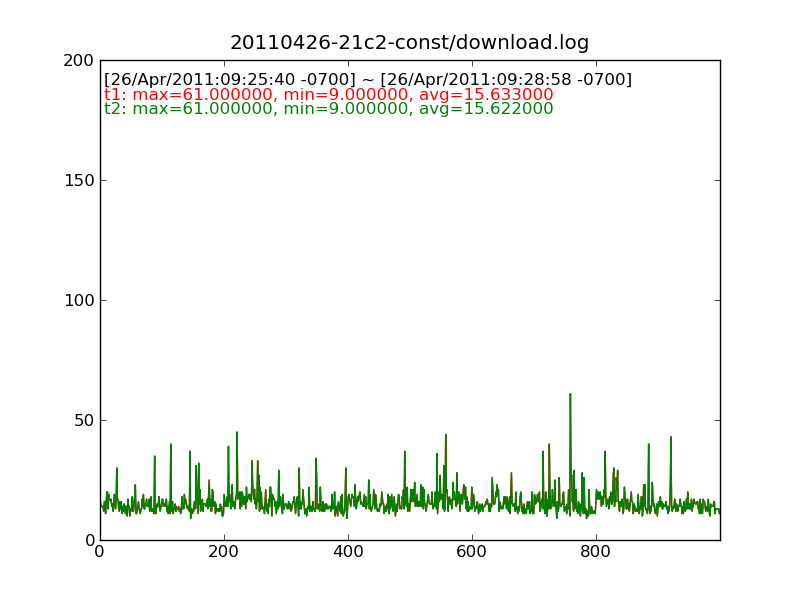 20110426-21c2-const/download.log
200
[26/Apr/2011:09:25:40 -0700] ~ [26/Apr/2011:09:28:58 -0700]
t1: max=61.000000, min=9.000000, avg=15.633000
t2: max=61.000000, min=9.000000, avg=15.622000
150
100
50
0
0 200 400 600 800